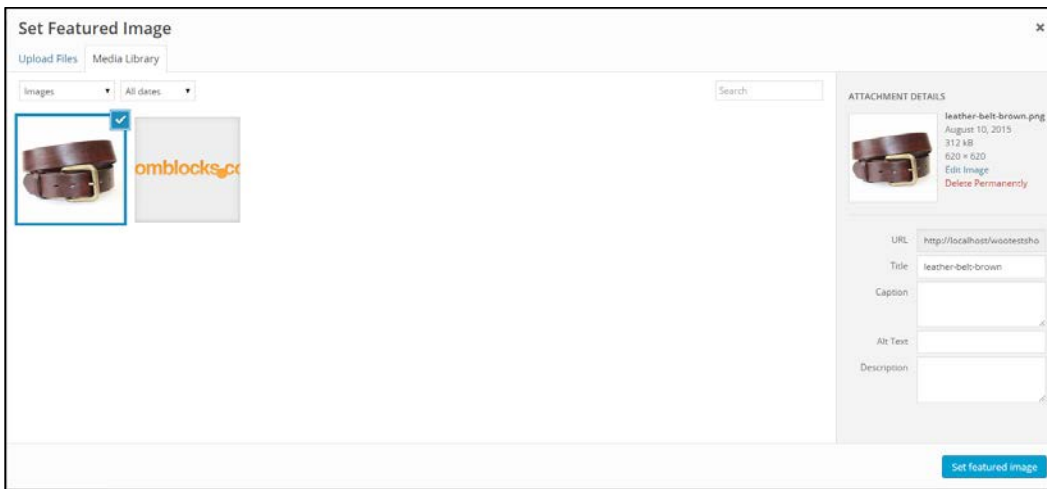 Set Featured Image
×
Upload Files Media Library
Images All dates Search
omblocks.co
ATTACHMENT DETAILS
leather-belt-brown.png
August 10, 2015
312 kB
620 × 620
Edit Image
Delete Permanently
URL http://localhost/wootestsho
Title leather-belt-brown
Caption
Alt Text
Description
Set featured image